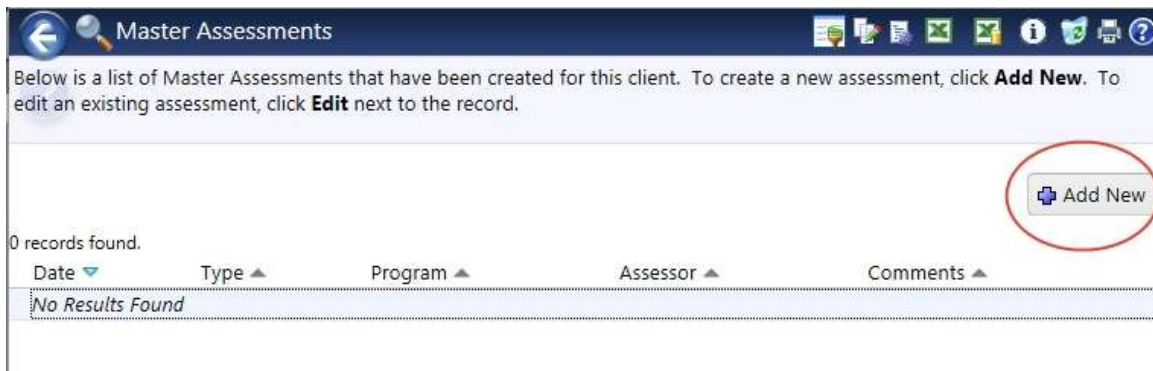 Master Assessments
Below is a list of Master Assessments that have been created for this client. To create a new assessment, click Add New. To
edit an existing assessment, click Edit next to the record.
Add New
0 records found.
Date Type Program Assessor Comments
No Results Found